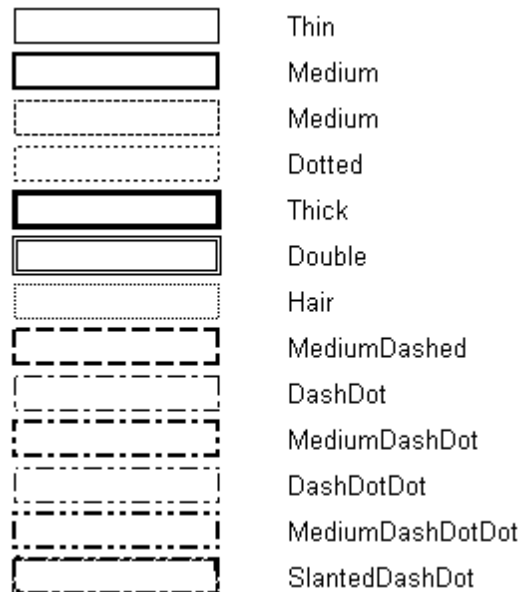 Thin
Medium
Medium
Dotted
Thick
Double
Hair
MediumDashed
DashDot
MediumDashDot
DashDotDot
MediumDashDotDot
SlantedDashDot